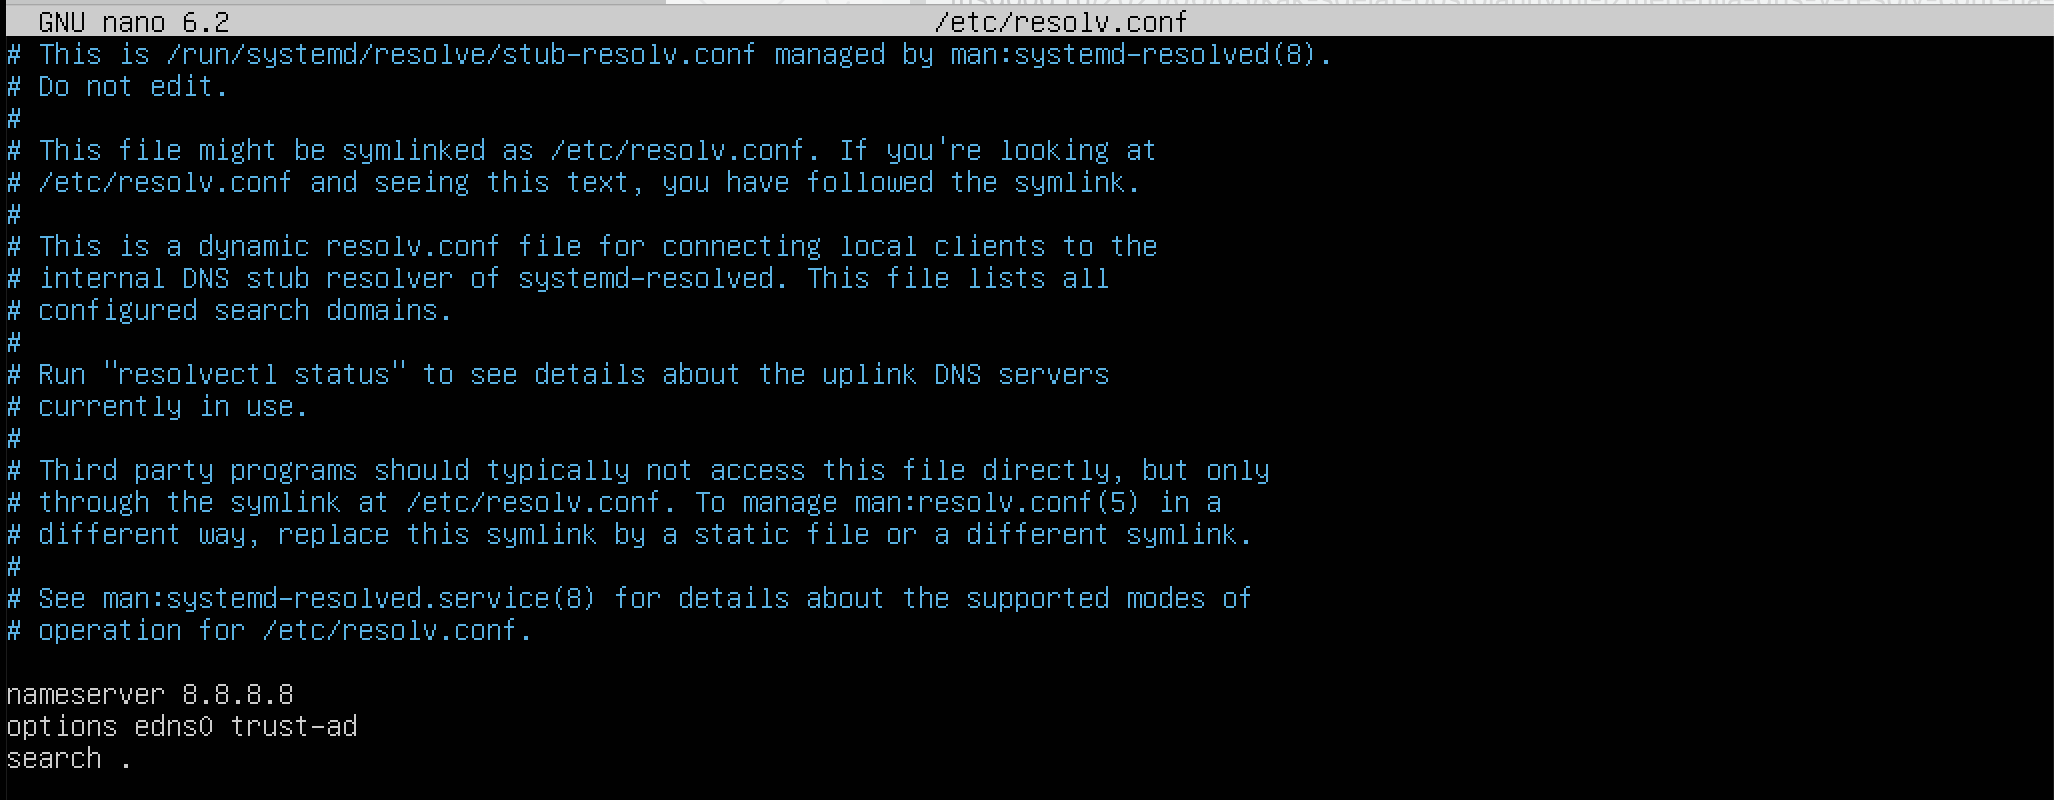 GNU nano 6.2 /etc/resolv.conf
# This is /run/systemd/resolve/stub-resolv.conf managed by man:systemd-resolved(8).
# Do not edit.
#
# This file might be symlinked as /etc/resolv.conf. If you're looking at
# /etc/resolv.conf and seeing this text, you have followed the symlink.
#
# This is a dynamic resolv.conf file for connecting local clients to the
# internal DNS stub resolver of systemd-resolved. This file lists all
# configured search domains.
#
# Run "resolvectl status" to see details about the uplink DNS servers
# currently in use.
#
# Third party programs should typically not access this file directly, but only
# through the symlink at /etc/resolv.conf. To manage man:resolv.conf(5) in a
# different way, replace this symlink by a static file or a different symlink.
#
# See man:systemd-resolved.service(8) for details about the supported modes of
# operation for /etc/resolv.conf.
nameserver 8.8.8.8
options edns0 trust-ad
search .